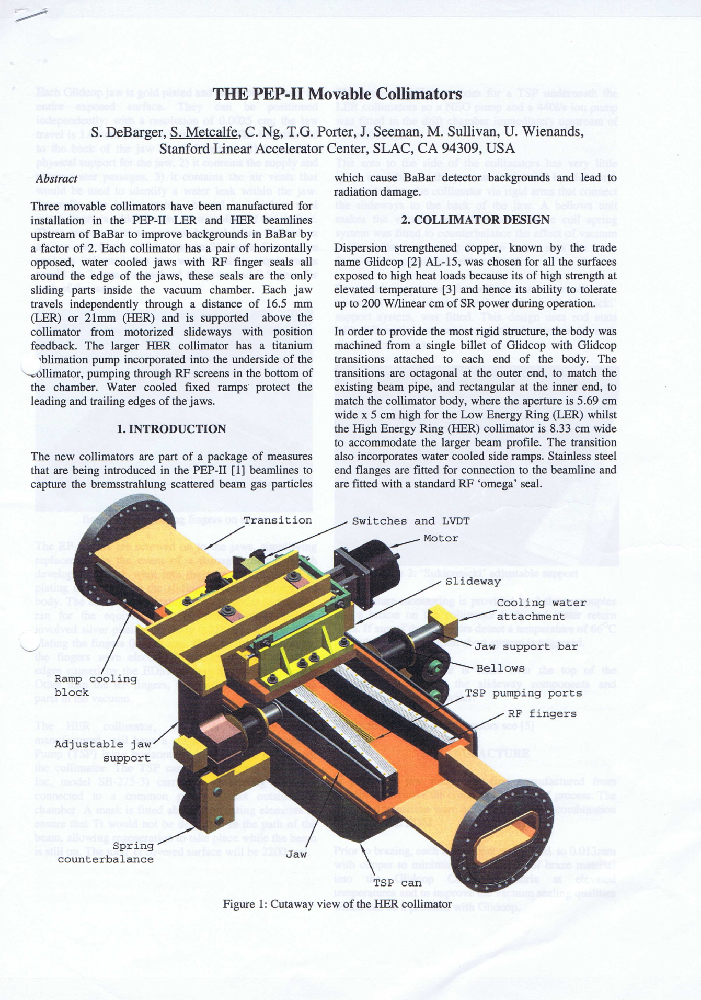 THE PEP-II Movable Collimators
S. DeBarger, S. Metcalfe, C. Ng, T.G. Porter, J. Seeman, M. Sullivan, U. Wienands,
Stanford Linear Accelerator Center, SLAC, CA 94309, USA
Abstract
Three movable collimators have been manufactured for
installation in the PEP-II LER and HER beamlines
upstream of BaBar to improve backgrounds in BaBar by
a factor of 2. Each collimator has a pair of horizontally
opposed, water cooled jaws with RF finger seals all
around the edge of the jaws, these seals are the only
sliding parts inside the vacuum chamber. Each jaw
travels independently through a distance of 16.5 mm
(LER) or 21mm (HER) and is supported above the
collimator from motorized slideways with position
feedback. The larger HER collimator has a titanium
blimation pump incorporated into the underside of the
collimator, pumping through RF screens in the bottom of
the chamber. Water cooled fixed ramps protect the
leading and trailing edges of the jaws.
1. INTRODUCTION
The new collimators are part of a package of measures
that are being introduced in the PEP-II [1] beamlines to
capture the bremsstrahlung scattered beam gas particles
which cause BaBar detector backgrounds and lead to
radiation damage.
2. COLLIMATOR DESIGN
Dispersion strengthened copper, known by the trade
name Glidcop [2] AL-15, was chosen for all the surfaces
exposed to high heat loads because its of high strength at
elevated temperature [3] and hence its ability to tolerate
up to 200 W/linear cm of SR power during operation.
In order to provide the most rigid structure, the body was
machined from a single billet of Glidcop with Glidcop
transitions attached to each end of the body. The
transitions are octagonal at the outer end, to match the
existing beam pipe, and rectangular at the inner end, to
match the collimator body, where the aperture is 5.69 cm
wide x 5 cm high for the Low Energy Ring (LER) whilst
the High Energy Ring (HER) collimator is 8.33 cm wide
to accommodate the larger beam profile. The transition
also incorporates water cooled side ramps. Stainless steel
end flanges are fitted for connection to the beamline and
are fitted with a standard RF ‘omega’ seal.
Transition
Switches and LVDT
Motor
Slideway
Cooling water
attachment
Jaw support bar
Bellows
TSP pumping ports
RF fingers
Ramp cooling
block
Adjustable jaw
support
Spring
counterbalance
Jaw
TSP can
Figure 1: Cutaway view of the HER collimator